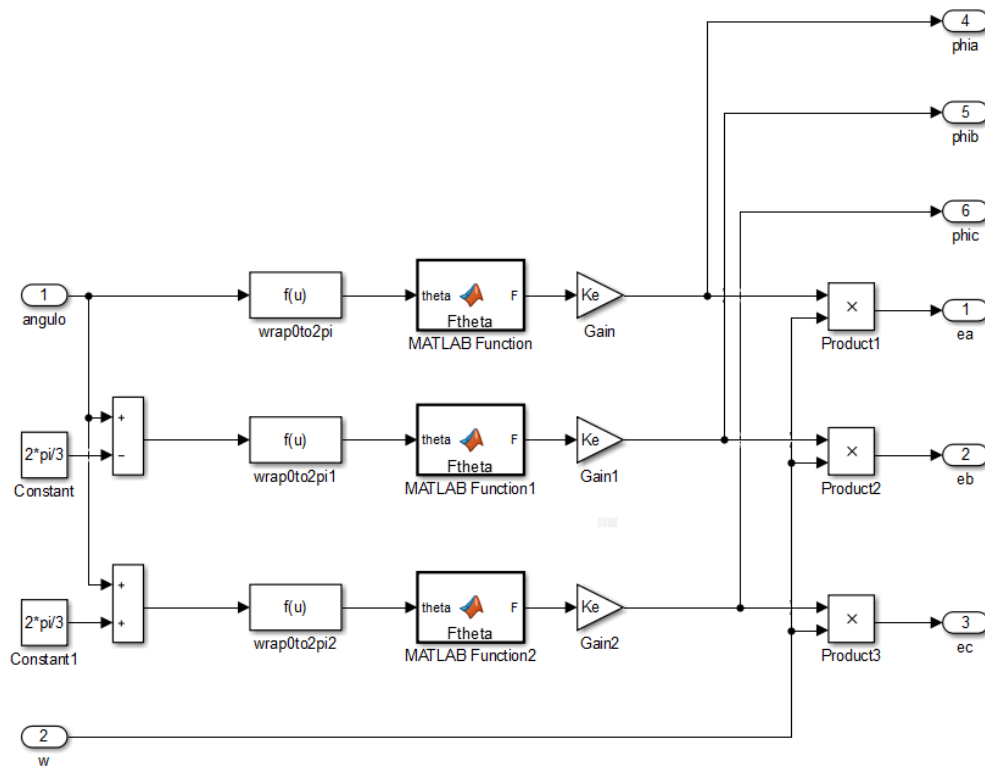 4
phia
5
phib
6
phic
1
angulo
f(u)
wrap0to2pi
theta F
Ftheta
MATLAB Function
Ke
Gain
×
Product1
1
ea
2*pi/3
Constant
+
−
f(u)
wrap0to2pi1
theta F
Ftheta
MATLAB Function1
Ke
Gain1
×
Product2
2
eb
2*pi/3
Constant1
+
+
f(u)
wrap0to2pi2
theta F
Ftheta
MATLAB Function2
Ke
Gain2
×
Product3
3
ec
2
w